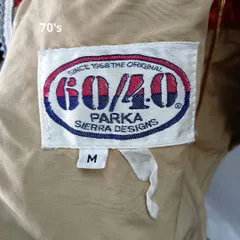 70's
SINCE 1968 THE ORIGINAL
60/40®
PARKA
SIERRA DESIGNS
M